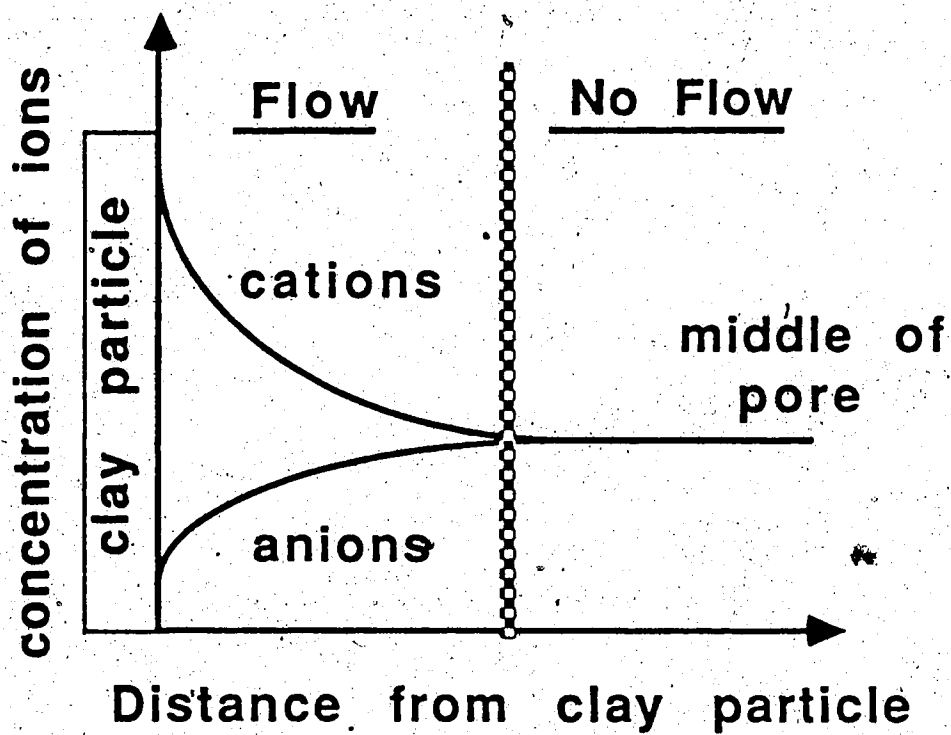 Flow
No Flow
concentration of ions
clay particle
cations
middle of
pore
anions
Distance from clay particle